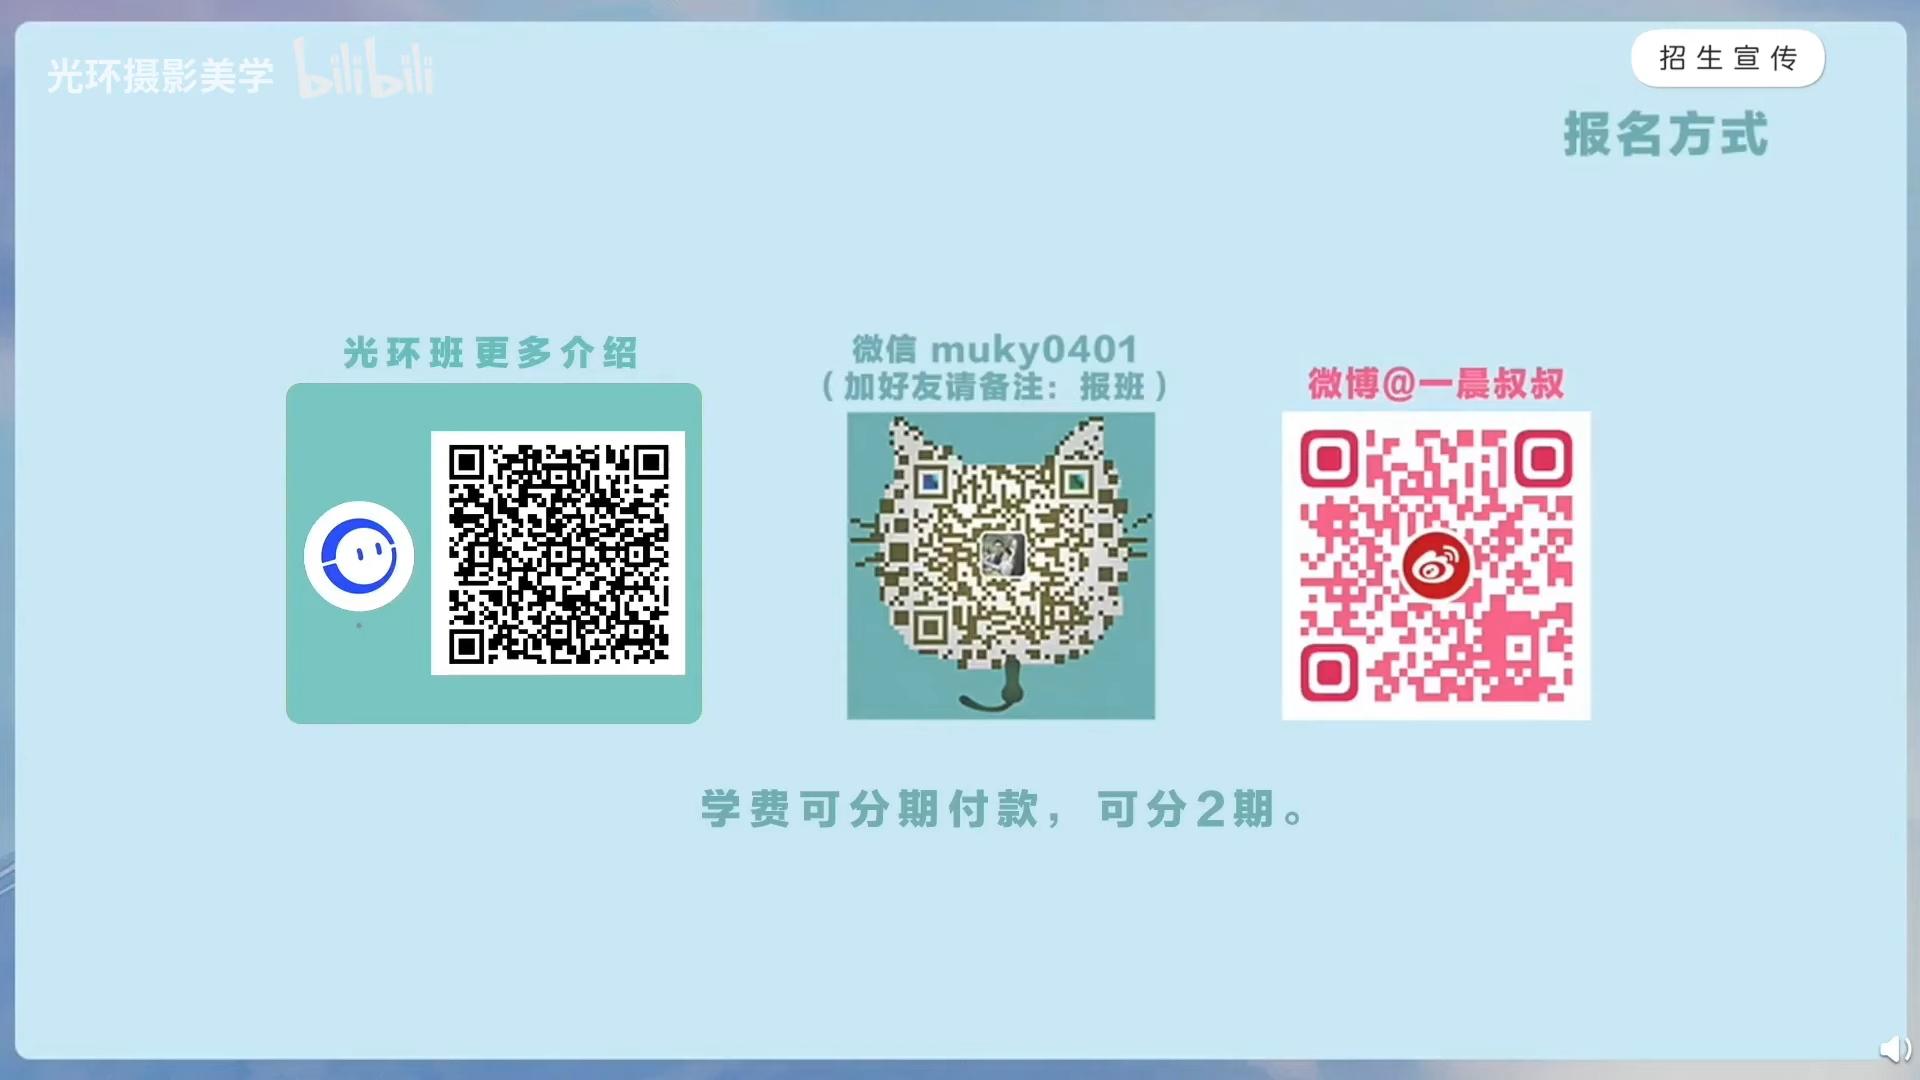 光环摄影美学 bilibili
招生宣传
报名方式
光环班更多介绍
微信 muky0401
（加好友请备注：报班）
微博@一晨叔叔
学费可分期付款，可分2期。